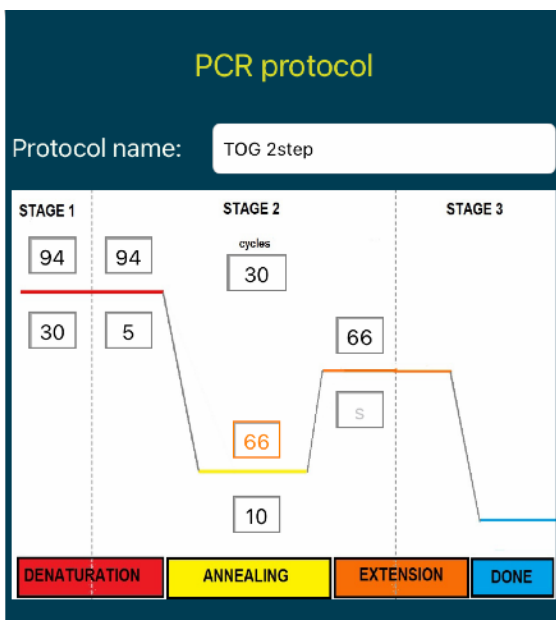 PCR protocol
Protocol name: TOG 2step
STAGE 1 STAGE 2 STAGE 3
94 94 cycles
30
30 5 66
s
66
10
DENATURATION ANNEALING EXTENSION DONE